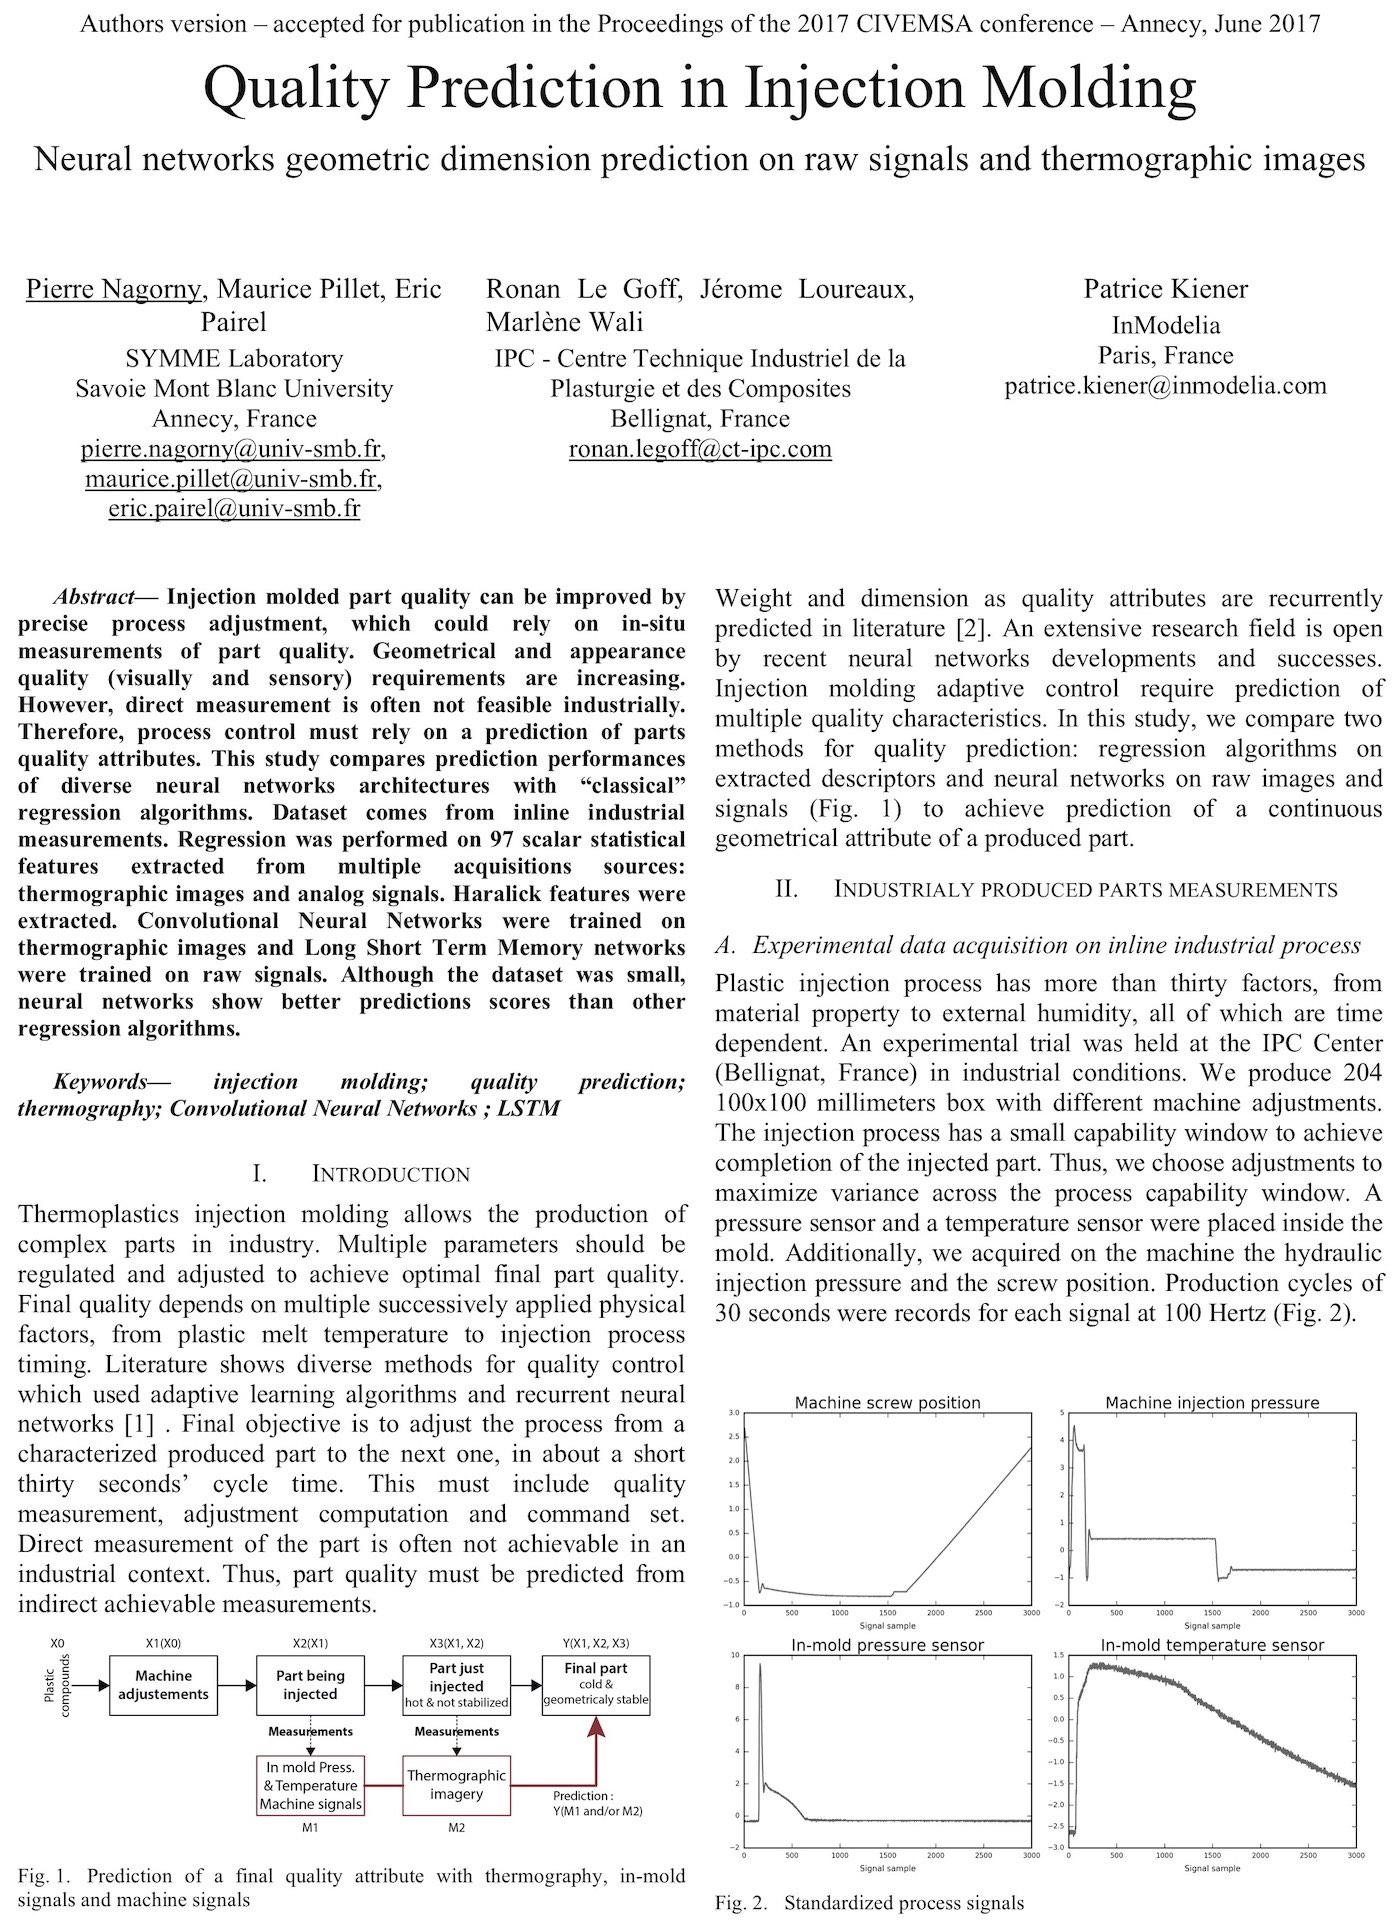 Authors version – accepted for publication in the Proceedings of the 2017 CIVEMSA conference – Annecy, June 2017
Quality Prediction in Injection Molding
Neural networks geometric dimension prediction on raw signals and thermographic images
Pierre Nagorny, Maurice Pillet, Eric
Pairel
SYMME Laboratory
Savoie Mont Blanc University
Annecy, France
pierre.nagorny@univ-smb.fr,
maurice.pillet@univ-smb.fr,
eric.pairel@univ-smb.fr
Ronan Le Goff, Jérome Loureaux,
Marlène Wali
IPC - Centre Technique Industriel de la
Plasturgie et des Composites
Bellignat, France
ronan.legoff@ct-ipc.com
Patrice Kiener
InModelia
Paris, France
patrice.kiener@inmodelia.com
Abstract— Injection molded part quality can be improved by
precise process adjustment, which could rely on in-situ
measurements of part quality. Geometrical and appearance
quality (visually and sensory) requirements are increasing.
However, direct measurement is often not feasible industrially.
Therefore, process control must rely on a prediction of parts
quality attributes. This study compares prediction performances
of diverse neural networks architectures with “classical”
regression algorithms. Dataset comes from inline industrial
measurements. Regression was performed on 97 scalar statistical
features extracted from multiple acquisitions sources:
thermographic images and analog signals. Haralick features were
extracted. Convolutional Neural Networks were trained on
thermographic images and Long Short Term Memory networks
were trained on raw signals. Although the dataset was small,
neural networks show better predictions scores than other
regression algorithms.
Keywords— injection molding; quality prediction;
thermography; Convolutional Neural Networks ; LSTM
I. INTRODUCTION
Thermoplastics injection molding allows the production of
complex parts in industry. Multiple parameters should be
regulated and adjusted to achieve optimal final part quality.
Final quality depends on multiple successively applied physical
factors, from plastic melt temperature to injection process
timing. Literature shows diverse methods for quality control
which used adaptive learning algorithms and recurrent neural
networks [1] . Final objective is to adjust the process from a
characterized produced part to the next one, in about a short
thirty seconds’ cycle time. This must include quality
measurement, adjustment computation and command set.
Direct measurement of the part is often not achievable in an
industrial context. Thus, part quality must be predicted from
indirect achievable measurements.
X0
X1(X0)
X2(X1)
X3(X1, X2)
Y(X1, X2, X3)
Plastic
compounds
Machine
adjustements
Part being
injected
Part just
injected
hot & not stabilized
Final part
cold &
geometricaly stable
Measurements
Measurements
In mold Press.
& Temperature
Machine signals
Thermographic
imagery
Prediction :
Y(M1 and/or M2)
M1
M2
Fig. 1. Prediction of a final quality attribute with thermography, in-mold
signals and machine signals
Weight and dimension as quality attributes are recurrently
predicted in literature [2]. An extensive research field is open
by recent neural networks developments and successes.
Injection molding adaptive control require prediction of
multiple quality characteristics. In this study, we compare two
methods for quality prediction: regression algorithms on
extracted descriptors and neural networks on raw images and
signals (Fig. 1) to achieve prediction of a continuous
geometrical attribute of a produced part.
II. INDUSTRIALY PRODUCED PARTS MEASUREMENTS
A. Experimental data acquisition on inline industrial process
Plastic injection process has more than thirty factors, from
material property to external humidity, all of which are time
dependent. An experimental trial was held at the IPC Center
(Bellignat, France) in industrial conditions. We produce 204
100x100 millimeters box with different machine adjustments.
The injection process has a small capability window to achieve
completion of the injected part. Thus, we choose adjustments to
maximize variance across the process capability window. A
pressure sensor and a temperature sensor were placed inside the
mold. Additionally, we acquired on the machine the hydraulic
injection pressure and the screw position. Production cycles of
30 seconds were records for each signal at 100 Hertz (Fig. 2).
Machine screw position
3.0
2.5
2.0
1.5
1.0
0.5
0.0
−0.5
−1.0
0 500 1000 1500 2000 2500 3000
Signal sample
Machine injection pressure
5
4
3
2
1
0
−1
−2
0 500 1000 1500 2000 2500 3000
Signal sample
In-mold pressure sensor
10
8
6
4
2
0
−2
0 500 1000 1500 2000 2500 3000
Signal sample
In-mold temperature sensor
1.5
1.0
0.5
0.0
−0.5
−1.0
−1.5
−2.0
−2.5
−3.0
0 500 1000 1500 2000 2500 3000
Signal sample
Fig. 2. Standardized process signals